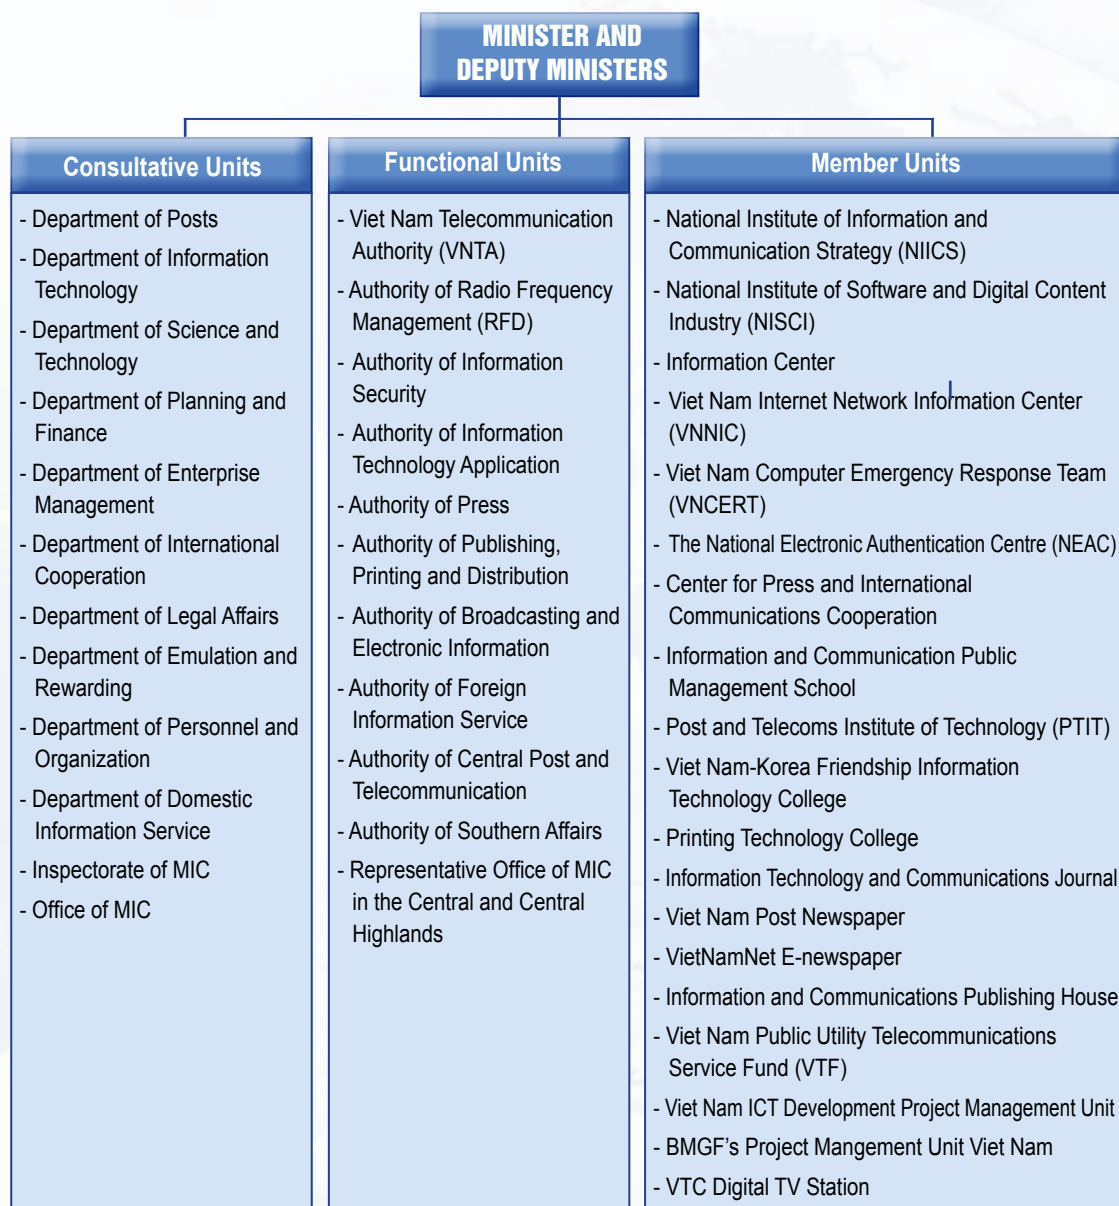 MINISTER AND
DEPUTY MINISTERS
Consultative Units
- Department of Posts
- Department of Information
Technology
- Department of Science and
Technology
- Department of Planning and
Finance
- Department of Enterprise
Management
- Department of International
Cooperation
- Department of Legal Affairs
- Department of Emulation and
Rewarding
- Department of Personnel and
Organization
- Department of Domestic
Information Service
- Inspectorate of MIC
- Office of MIC
Functional Units
- Viet Nam Telecommunication
Authority (VNTA)
- Authority of Radio Frequency
Management (RFD)
- Authority of Information
Security
- Authority of Information
Technology Application
- Authority of Press
- Authority of Publishing,
Printing and Distribution
- Authority of Broadcasting and
Electronic Information
- Authority of Foreign
Information Service
- Authority of Central Post and
Telecommunication
- Authority of Southern Affairs
- Representative Office of MIC
in the Central and Central
Highlands
Member Units
- National Institute of Information and
Communication Strategy (NIICS)
- National Institute of Software and Digital Content
Industry (NISCI)
- Information Center
- Viet Nam Internet Network Information Center
(VNNIC)
- Viet Nam Computer Emergency Response Team
(VNCERT)
- The National Electronic Authentication Centre (NEAC)
- Center for Press and International
Communications Cooperation
- Information and Communication Public
Management School
- Post and Telecoms Institute of Technology (PTIT)
- Viet Nam-Korea Friendship Information
Technology College
- Printing Technology College
- Information Technology and Communications Journal
- Viet Nam Post Newspaper
- VietNamNet E-newspaper
- Information and Communications Publishing House
- Viet Nam Public Utility Telecommunications
Service Fund (VTF)
- Viet Nam ICT Development Project Management Unit
- BMGF's Project Mangement Unit Viet Nam
- VTC Digital TV Station